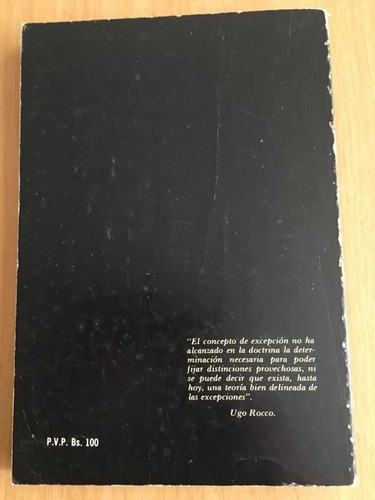 "El concepto de excepción no ha
alcanzado en la doctrina la deter-
minación necesaria para poder
fijar distinciones provechosas, ni
se puede decir que exista, hasta
hoy, una teoría bien delineada de
las excepciones".
Ugo Rocco.
P.V.P. Bs. 100